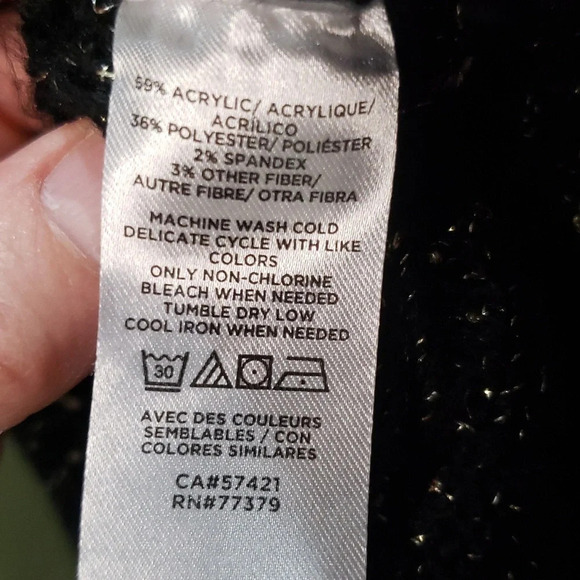 59% ACRYLIC/ ACRYLIQUE/
ACRÍLICO
36% POLYESTER/ POLIÉSTER
2% SPANDEX
3% OTHER FIBER/
AUTRE FIBRE/ OTRA FIBRA
MACHINE WASH COLD
DELICATE CYCLE WITH LIKE
COLORS
ONLY NON-CHLORINE
BLEACH WHEN NEEDED
TUMBLE DRY LOW
COOL IRON WHEN NEEDED
30
AVEC DES COULEURS
SEMBLABLES / CON
COLORES SIMILARES
CA#57421
RN#77379